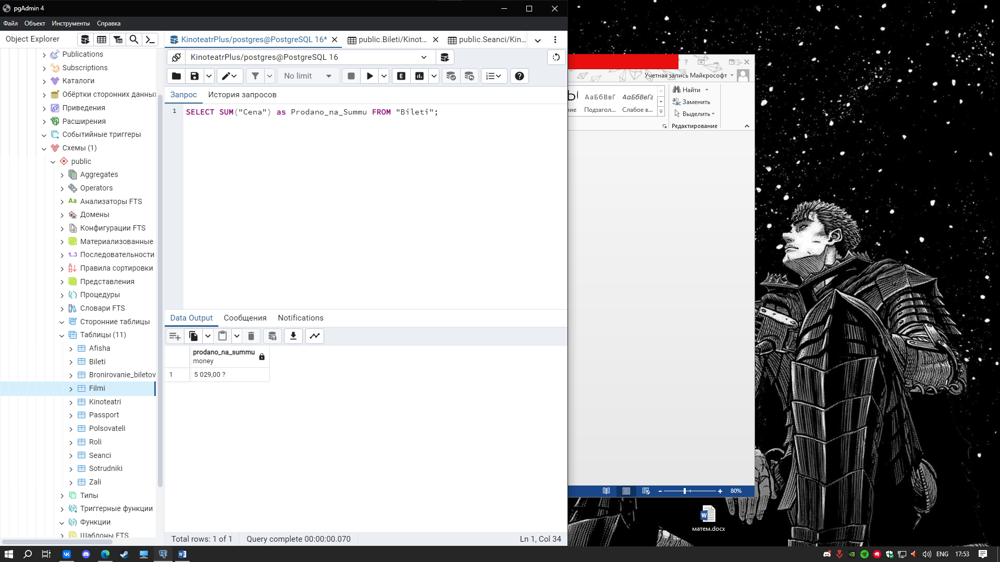 pgAdmin 4
Файл Объект Инструменты Справка
Object Explorer
KinoteatrPlus/postgres@PostgreSQL 16*
public.Bileti/Kinot...
public.Seanci/Kin...
KinoteatrPlus/postgres@PostgreSQL 16
No limit
E
Запрос История запросов
1 SELECT SUM("Cena") as Prodano_na_Summu FROM "Bileti";
Publications
Subscriptions
Каталоги
Обёртки сторонних данных
Приведения
Расширения
Событийные триггеры
Схемы (1)
public
Aggregates
Operators
Aa Анализаторы FTS
Домены
Конфигурации FTS
Материализованные
1..3 Последовательности
Правила сортировки
Представления
Процедуры
Словари FTS
Сторонние таблицы
Таблицы (11)
Afisha
Bileti
Bronirovanie_biletov
Filmi
Kinoteatri
Passport
Polsovateli
Roli
Seanci
Sotrudniki
Zali
Типы
Триггерные функции
Функции
Шаблоны FTS
Data Output Сообщения Notifications
prodano_na_summu
money
1 5 029,00 ?
Total rows: 1 of 1 Query complete 00:00:00.070 Ln 1, Col 34
Учетная запись Майкрософт
АаБбВвГ АаБбВвГг
ние Подзагол... Слабое в...
Найти
Заменить
Выделить
Редактирование
80%
матем.docx
ENG 17:53